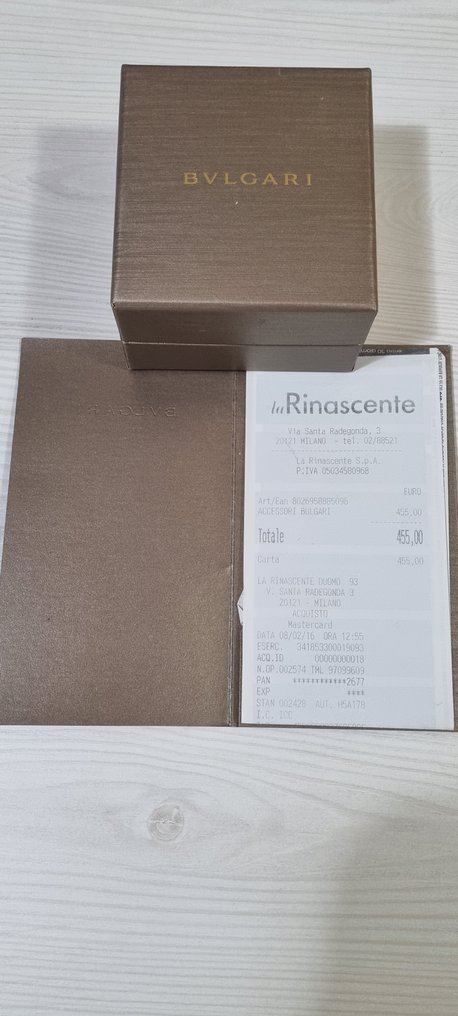 BVLGARI
BVLGARI
la Rinascente
Via Santa Radegonda, 3
20121 MILANO - tel. 02/88521
La Rinascente S.p.A.
P.IVA 05034580968
EURO
Art/Ean 8026958885096
ACCESSORI BULGARI 455,00
Totale 455,00
Carta 455,00
LA RINASCENTE DUOMO 93
V. SANTA RADEGONDA 3
20121 - MILANO
ACQUISTO
Mastercard
DATA 08/02/16 ORA 12:55
ESERC. 341853300019093
ACQ.ID 00000000018
N.OP.002574 TML 97099609
PAN ************2677
EXP ****
STAN 002428 AUT. H5A178
I.C. ICC